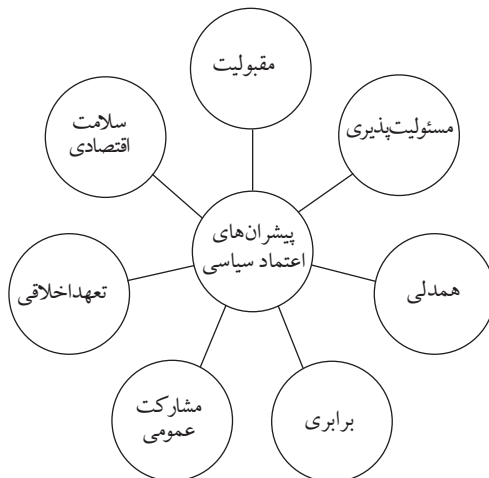 مقبولیت
مسئولیت‌پذیری
سلامت
اقتصادی
پیشران‌های
اعتماد سیاسی
همدلی
تعهداخلاقی
مشارکت
عمومی
برابری